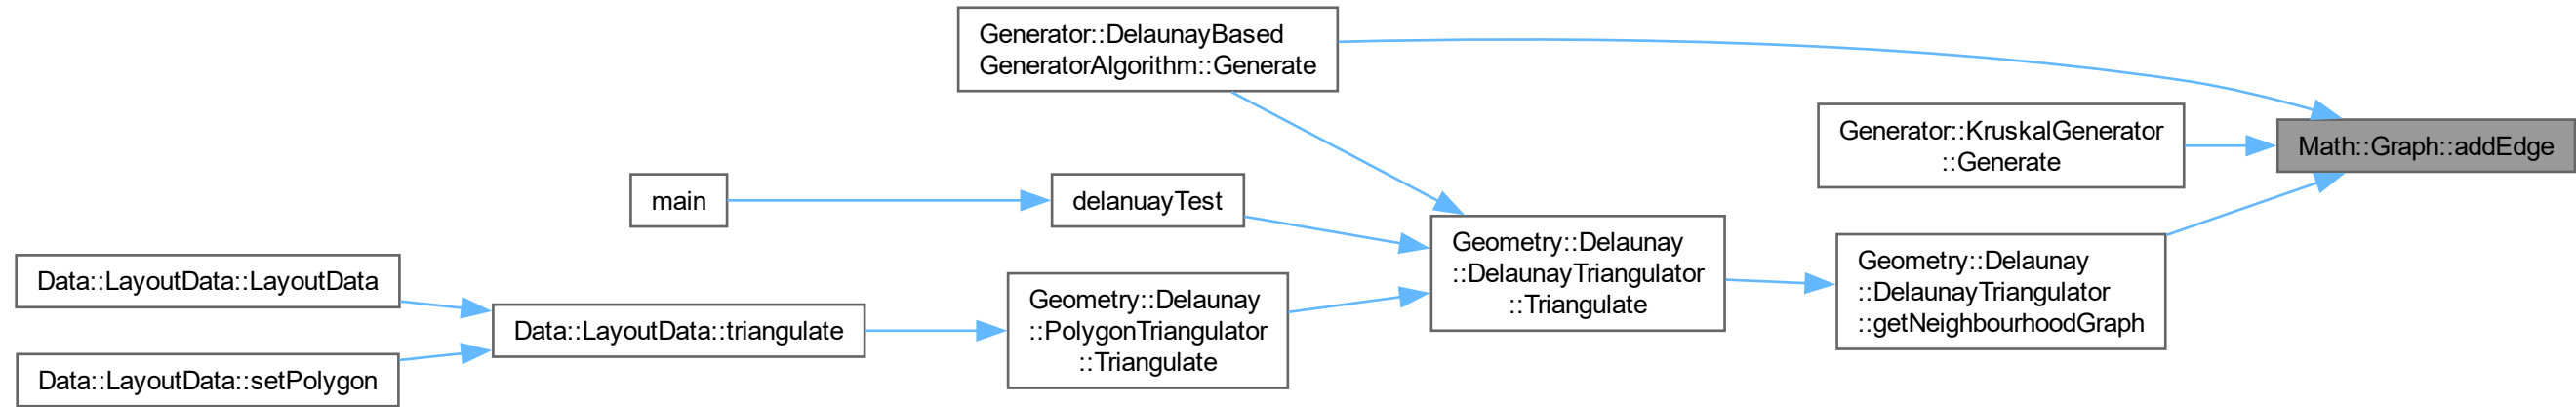 Generator::DelaunayBased
GeneratorAlgorithm::Generate
Generator::KruskalGenerator
::Generate
Math::Graph::addEdge
main
delanuayTest
Geometry::Delaunay
::DelaunayTriangulator
::Triangulate
Geometry::Delaunay
::DelaunayTriangulator
::getNeighbourhoodGraph
Data::LayoutData::LayoutData
Data::LayoutData::triangulate
Geometry::Delaunay
::PolygonTriangulator
::Triangulate
Data::LayoutData::setPolygon